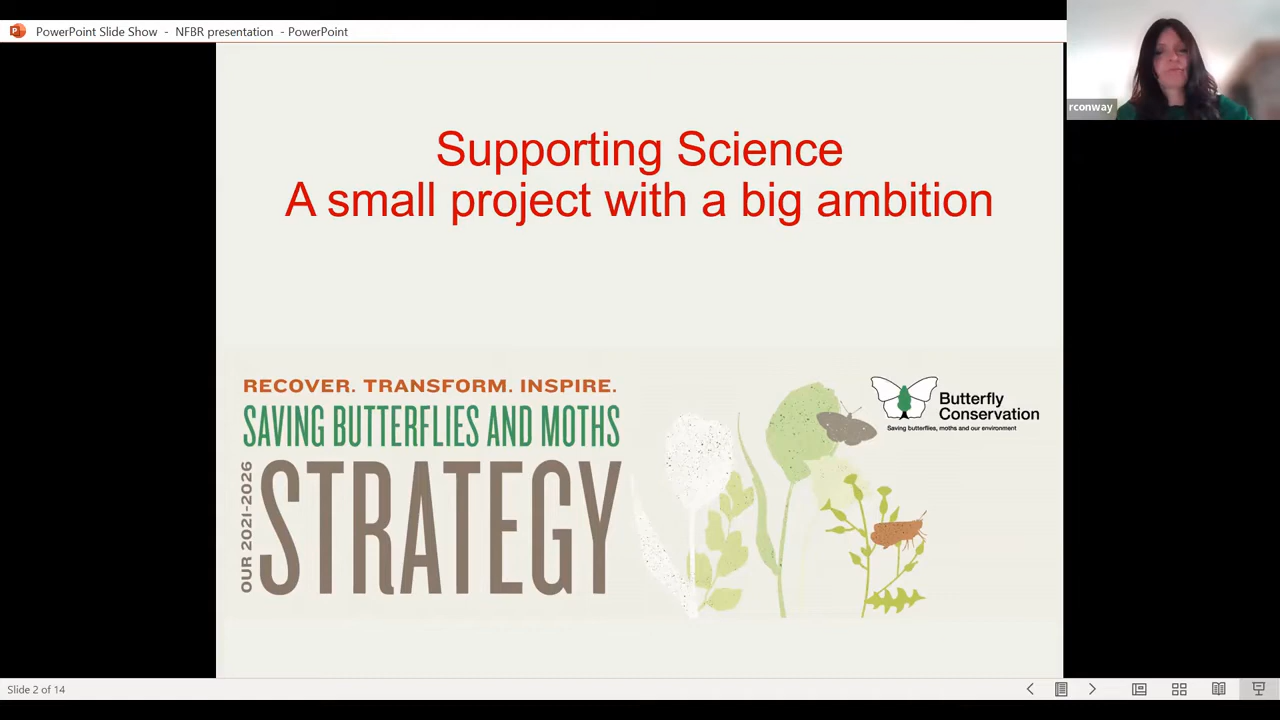 PowerPoint Slide Show - NFBR presentation - PowerPoint
rconway
Supporting Science
A small project with a big ambition
RECOVER. TRANSFORM. INSPIRE.
SAVING BUTTERFLIES AND MOTHS
OUR 2021-2026
STRATEGY
Butterfly
Conservation
Saving butterflies, moths and our environment
Slide 2 of 14